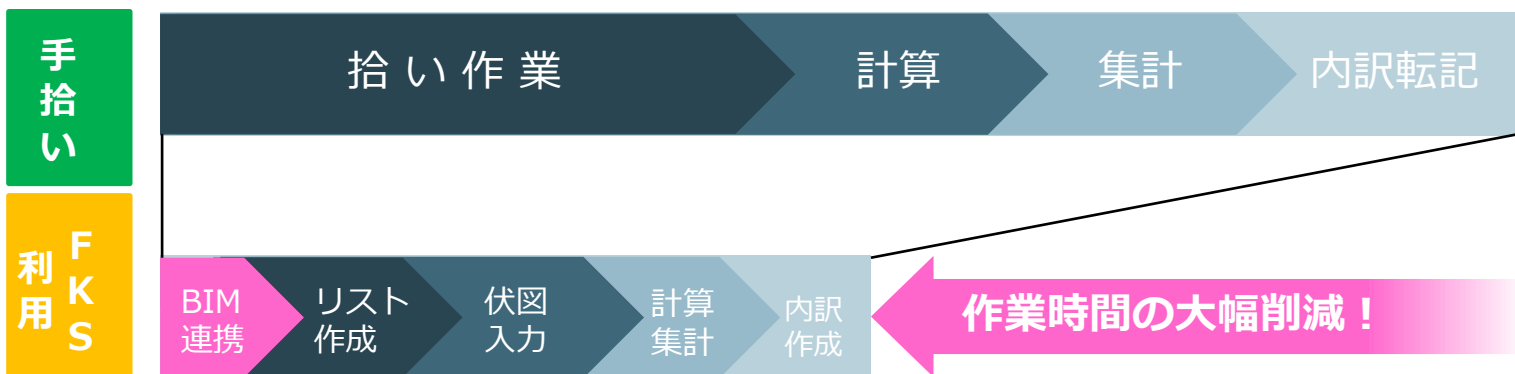 手拾い
拾い作業
計算
集計
内訳転記
FKS
利用
BIM
連携
リスト
作成
伏図
入力
計算
集計
内訳
作成
作業時間の大幅削減！